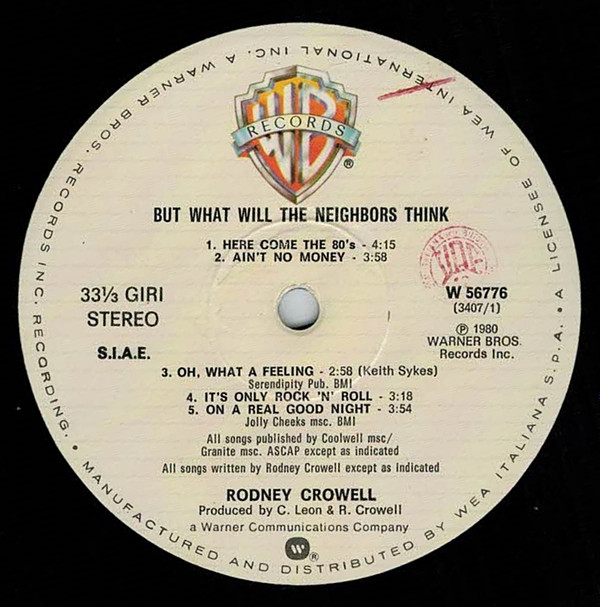 WB
RECORDS
®
BUT WHAT WILL THE NEIGHBORS THINK
1. HERE COME THE 80's - 4:15
2. AIN'T NO MONEY - 3:58
33⅓ GIRI
STEREO
S.I.A.E.
W 56776
(3407/1)
℗ 1980
WARNER BROS.
Records Inc.
3. OH, WHAT A FEELING - 2:58 (Keith Sykes)
Serendipity Pub. BMI
4. IT'S ONLY ROCK 'N' ROLL - 3:18
5. ON A REAL GOOD NIGHT - 3:54
Jolly Cheeks msc. BMI
All songs published by Coolwell msc/
Granite msc. ASCAP except as indicated
All songs written by Rodney Crowell except as Indicated
RODNEY CROWELL
Produced by C. Leon & R. Crowell
a Warner Communications Company
®
• MANUFACTURED AND DISTRIBUTED BY WEA ITALIANA S.P.A. • A LICENSEE OF WEA INTERNATIONAL INC. A WARNER BROS. RECORDS INC. RECORDING.